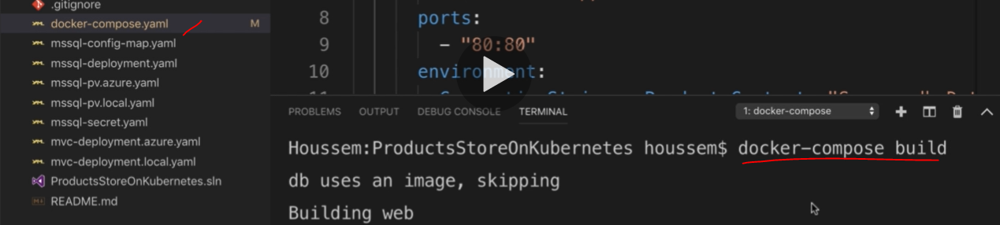 .gitignore
docker-compose.yaml M
mssql-config-map.yaml
mssql-deployment.yaml
mssql-pv.azure.yaml
mssql-pv.local.yaml
mssql-secret.yaml
mvc-deployment.azure.yaml
mvc-deployment.local.yaml
ProductsStoreOnKubernetes.sln
README.md
8 ports:
9 - "80:80"
10 environment:
PROBLEMS OUTPUT DEBUG CONSOLE TERMINAL 1: docker-compose
Houssem:ProductsStoreOnKubernetes houssem$ docker-compose build
db uses an image, skipping
Building web